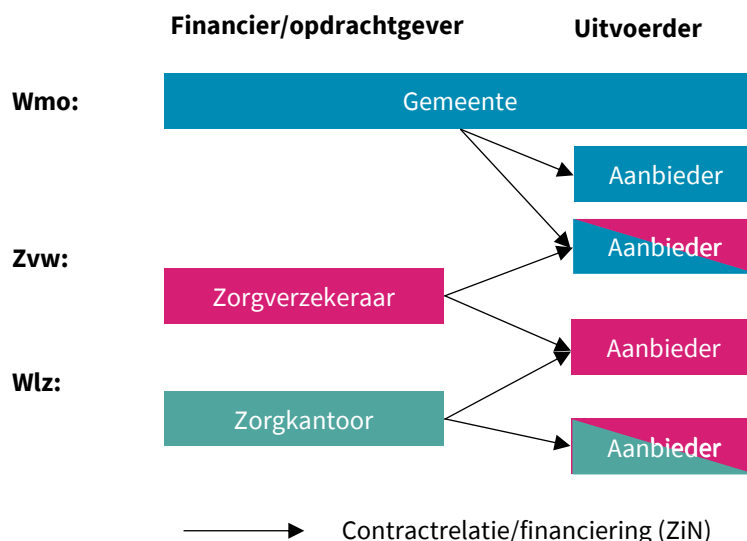 Financier/opdrachtgever Uitvoerder
Wmo: Gemeente
Aanbieder
Zvw: Aanbieder
Zorgverzekeraar
Aanbieder
Wlz:
Zorgkantoor
Aanbieder
Contractrelatie/financiering (ZiN)